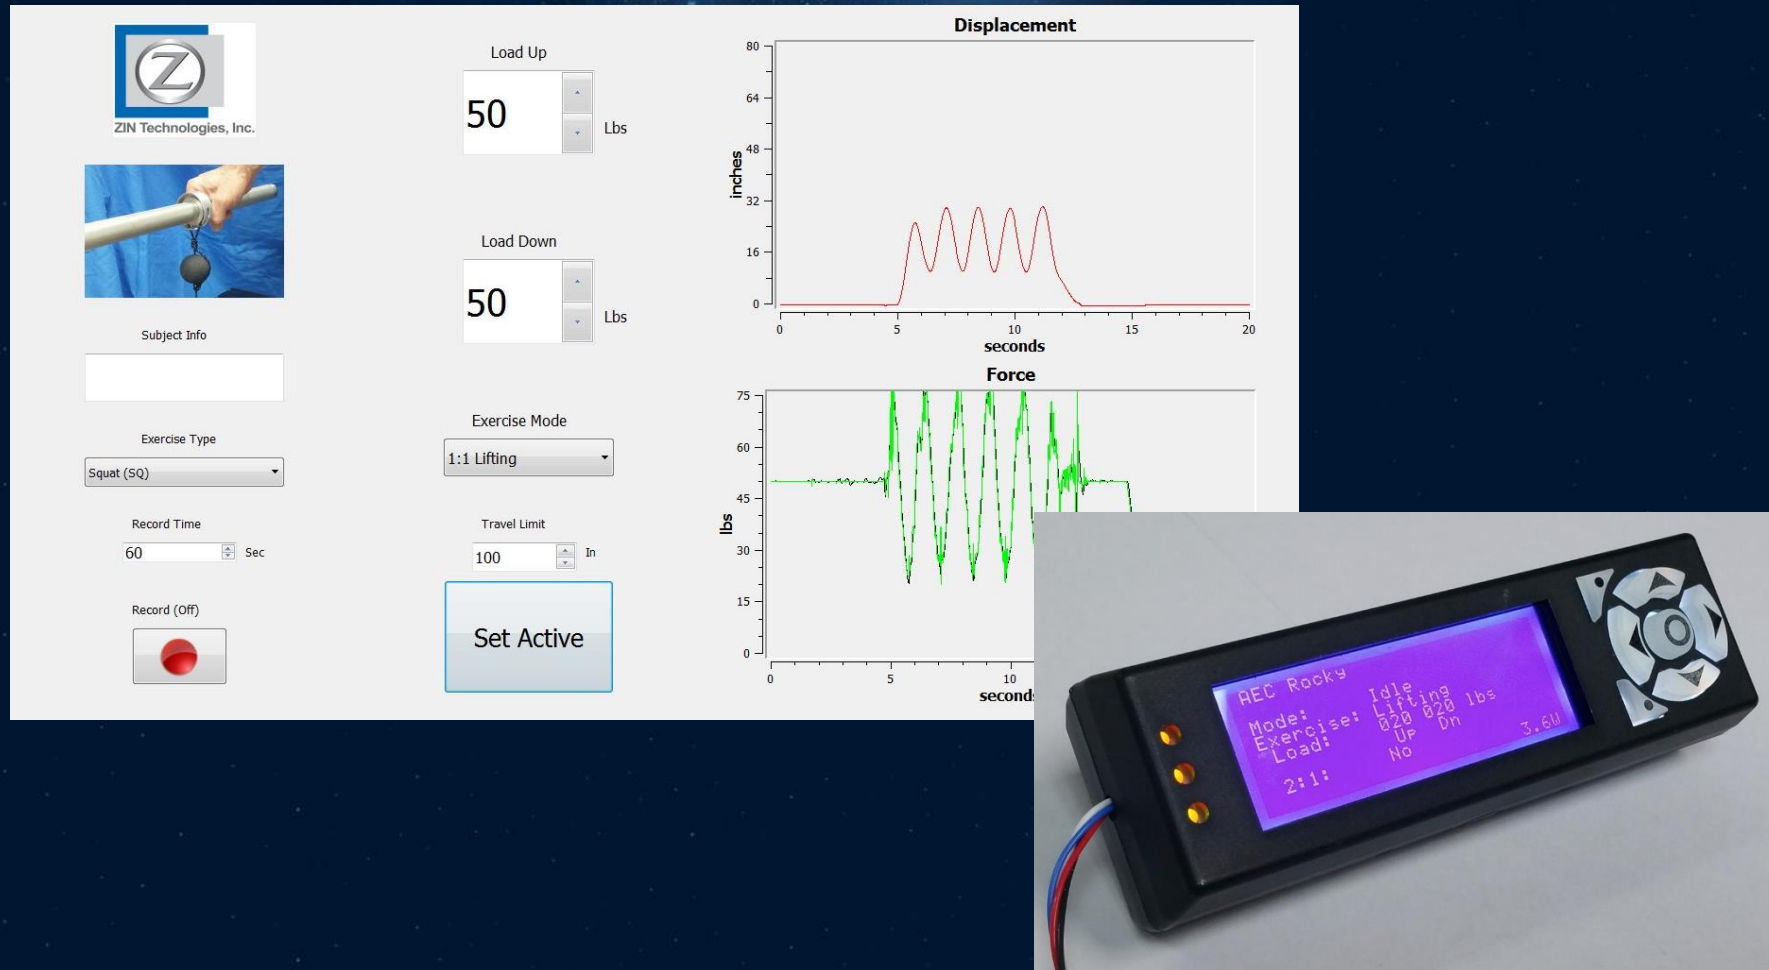 Z
ZIN Technologies, Inc.
Subject Info
Exercise Type
Squat (SQ)
Record Time
60 Sec
Record (Off)
Load Up
50 Lbs
Load Down
50 Lbs
Exercise Mode
1:1 Lifting
Travel Limit
100 In
Set Active
Displacement
80
64
48
32
16
0
inches
0 5 10 15 20
seconds
Force
75
60
45
30
15
0
lbs
0 5 10
second
AEC Rocky
Mode: Idle
Exercise: Lifting
Load: 020 020 lbs
Up Dn
2:1: No 3.6W